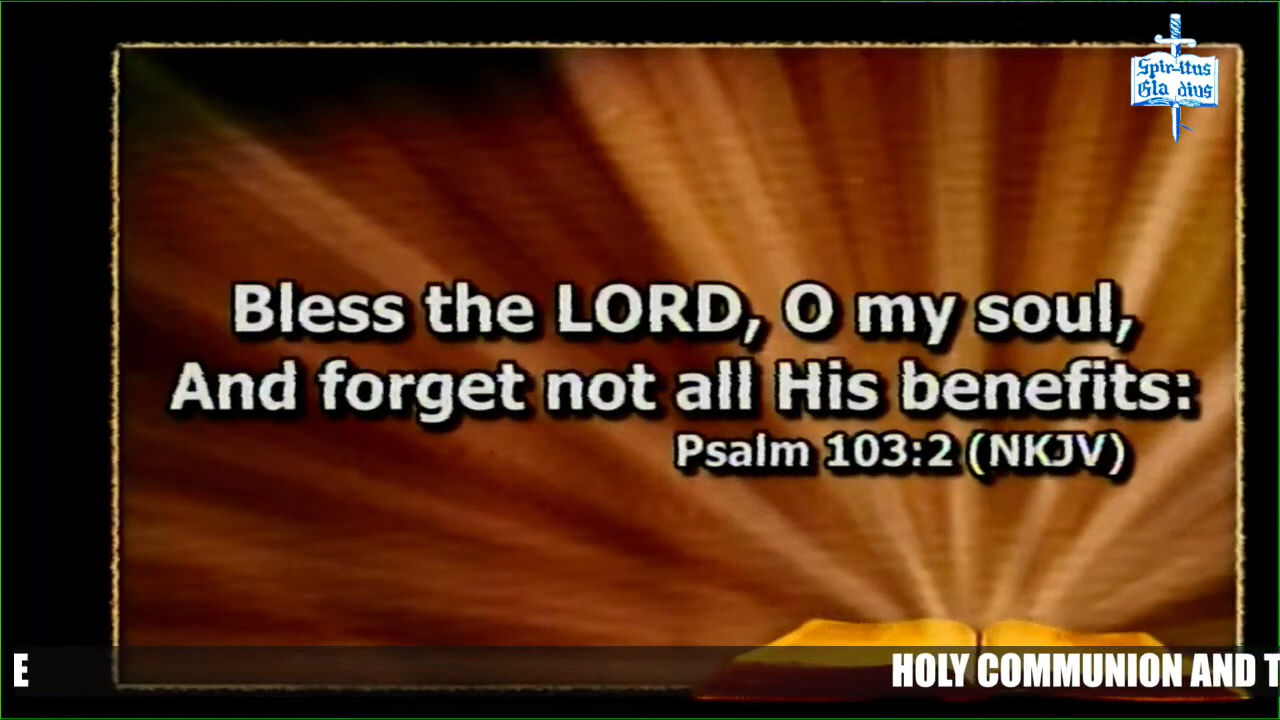 Spiritus
Gladius
Bless the LORD, O my soul,
And forget not all His benefits:
Psalm 103:2 (NKJV)
E
HOLY COMMUNION AND T